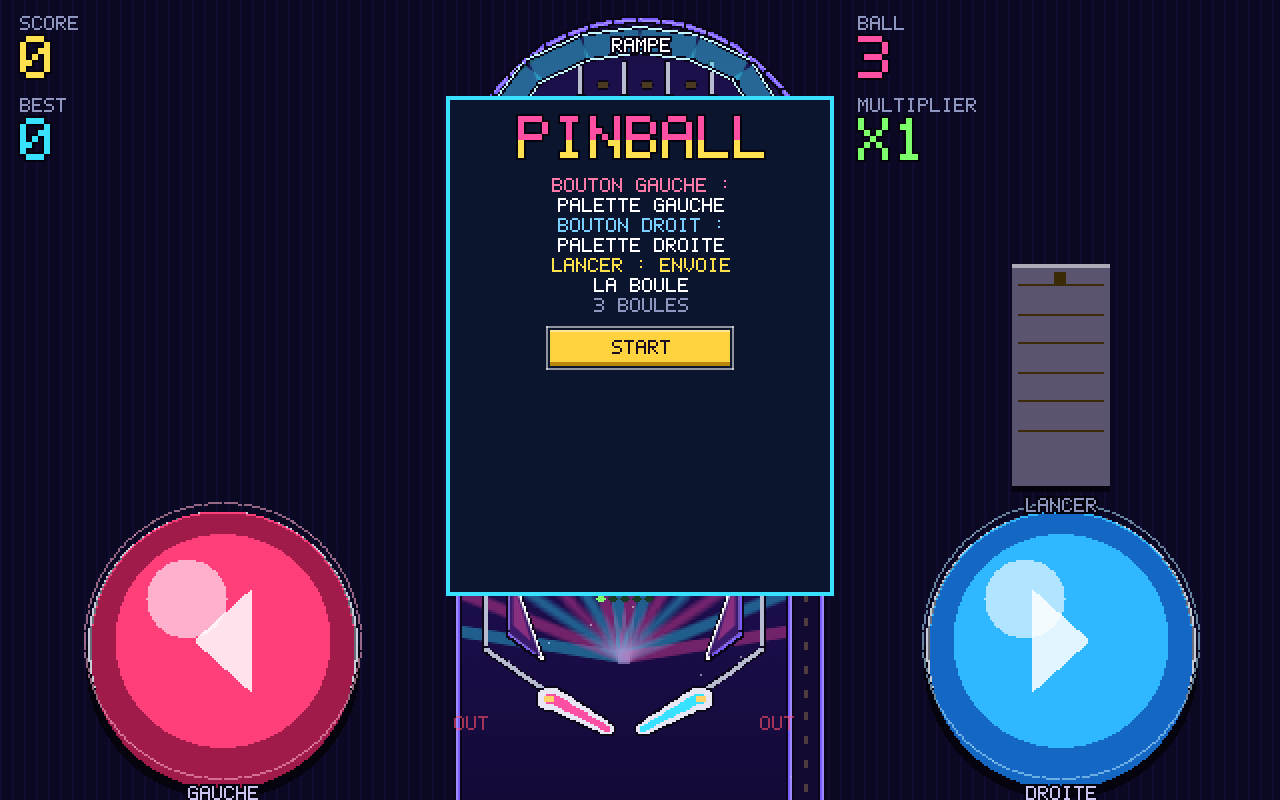 SCORE
0
BEST
0
RAMPE
BALL
3
MULTIPLIER
X1
PINBALL
BOUTON GAUCHE :
PALETTE GAUCHE
BOUTON DROIT :
PALETTE DROITE
LANCER : ENVOIE
LA BOULE
3 BOULES
START
LANCER
OUT
OUT
GAUCHE
DROITE